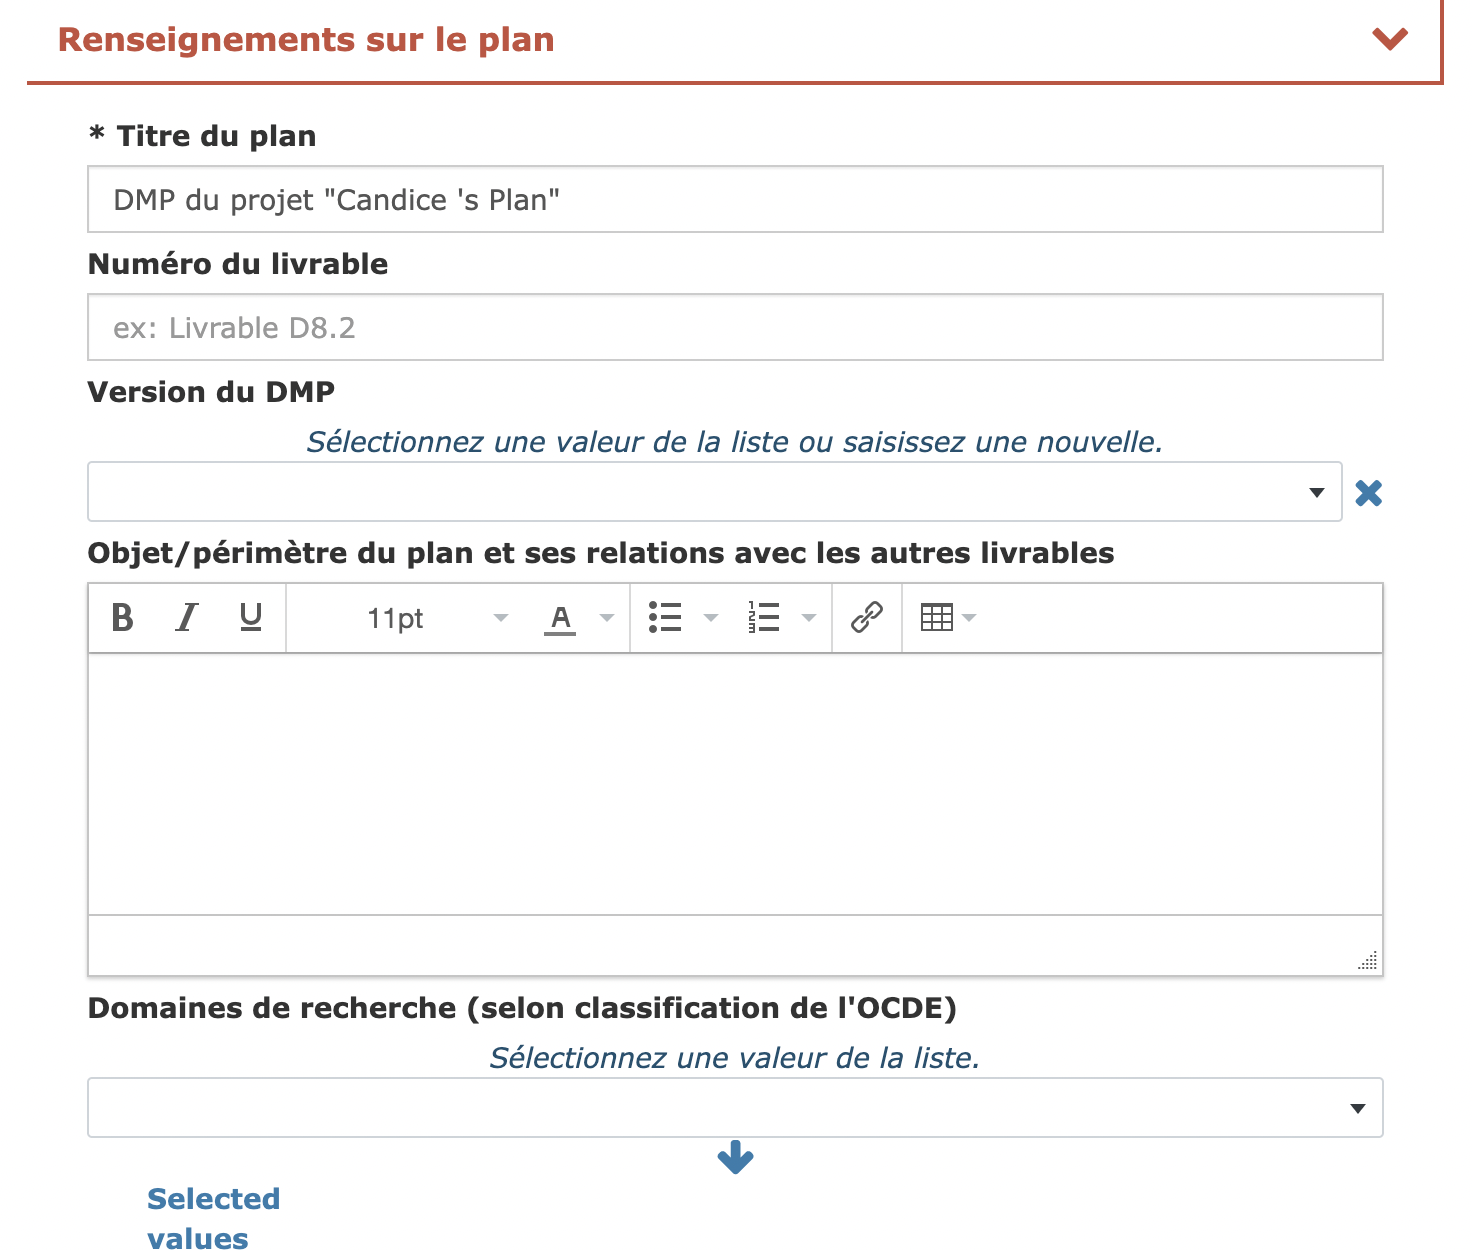 Renseignements sur le plan
* Titre du plan
DMP du projet "Candice 's Plan"
Numéro du livrable
ex: Livrable D8.2
Version du DMP
Sélectionnez une valeur de la liste ou saisissez une nouvelle.
Objet/périmètre du plan et ses relations avec les autres livrables
B I U 11pt A
Domaines de recherche (selon classification de l'OCDE)
Sélectionnez une valeur de la liste.
Selected
values